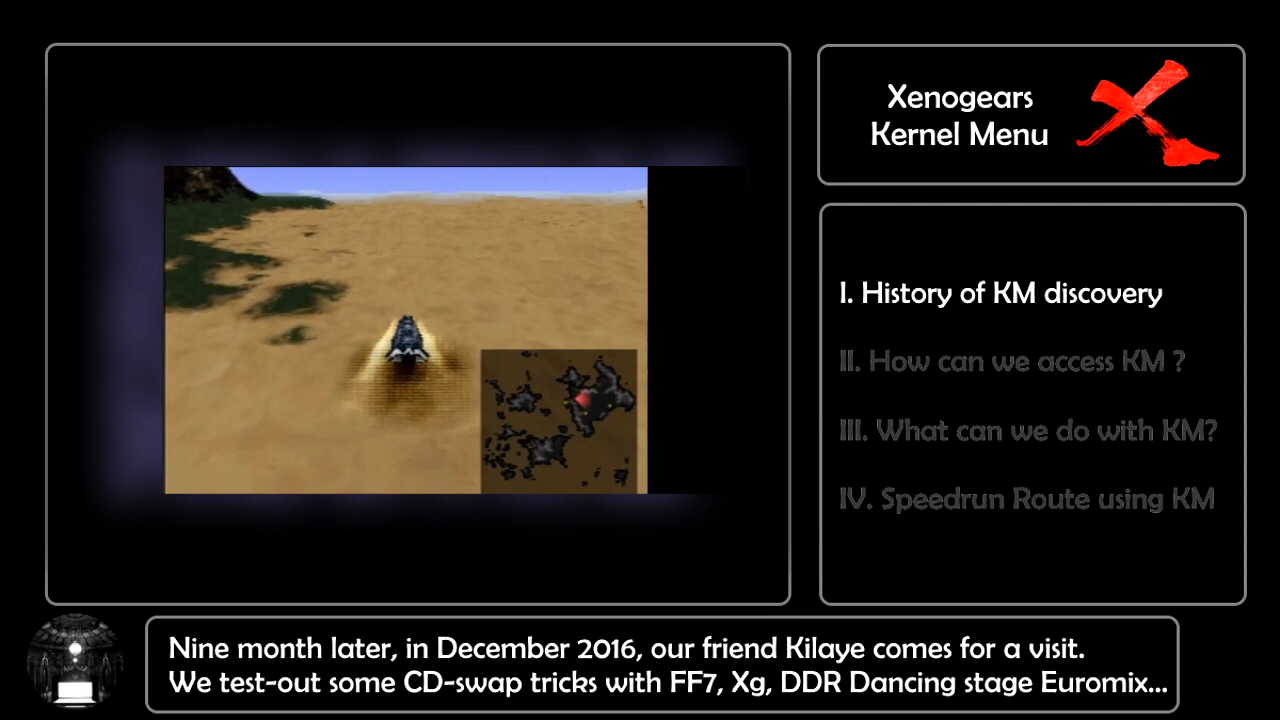 Xenogears
Kernel Menu
I. History of KM discovery
II. How can we access KM ?
III. What can we do with KM?
IV. Speedrun Route using KM
Nine month later, in December 2016, our friend Kilaye comes for a visit.
We test-out some CD-swap tricks with FF7, Xg, DDR Dancing stage Euromix...